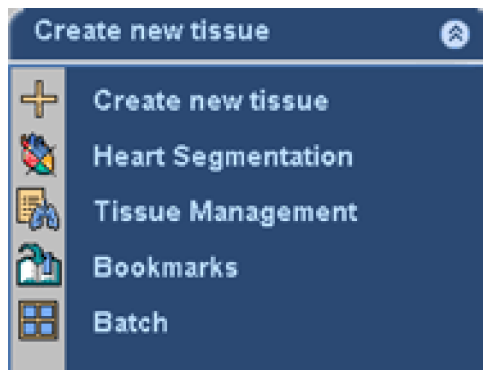 Create new tissue
Create new tissue
Heart Segmentation
Tissue Management
Bookmarks
Batch